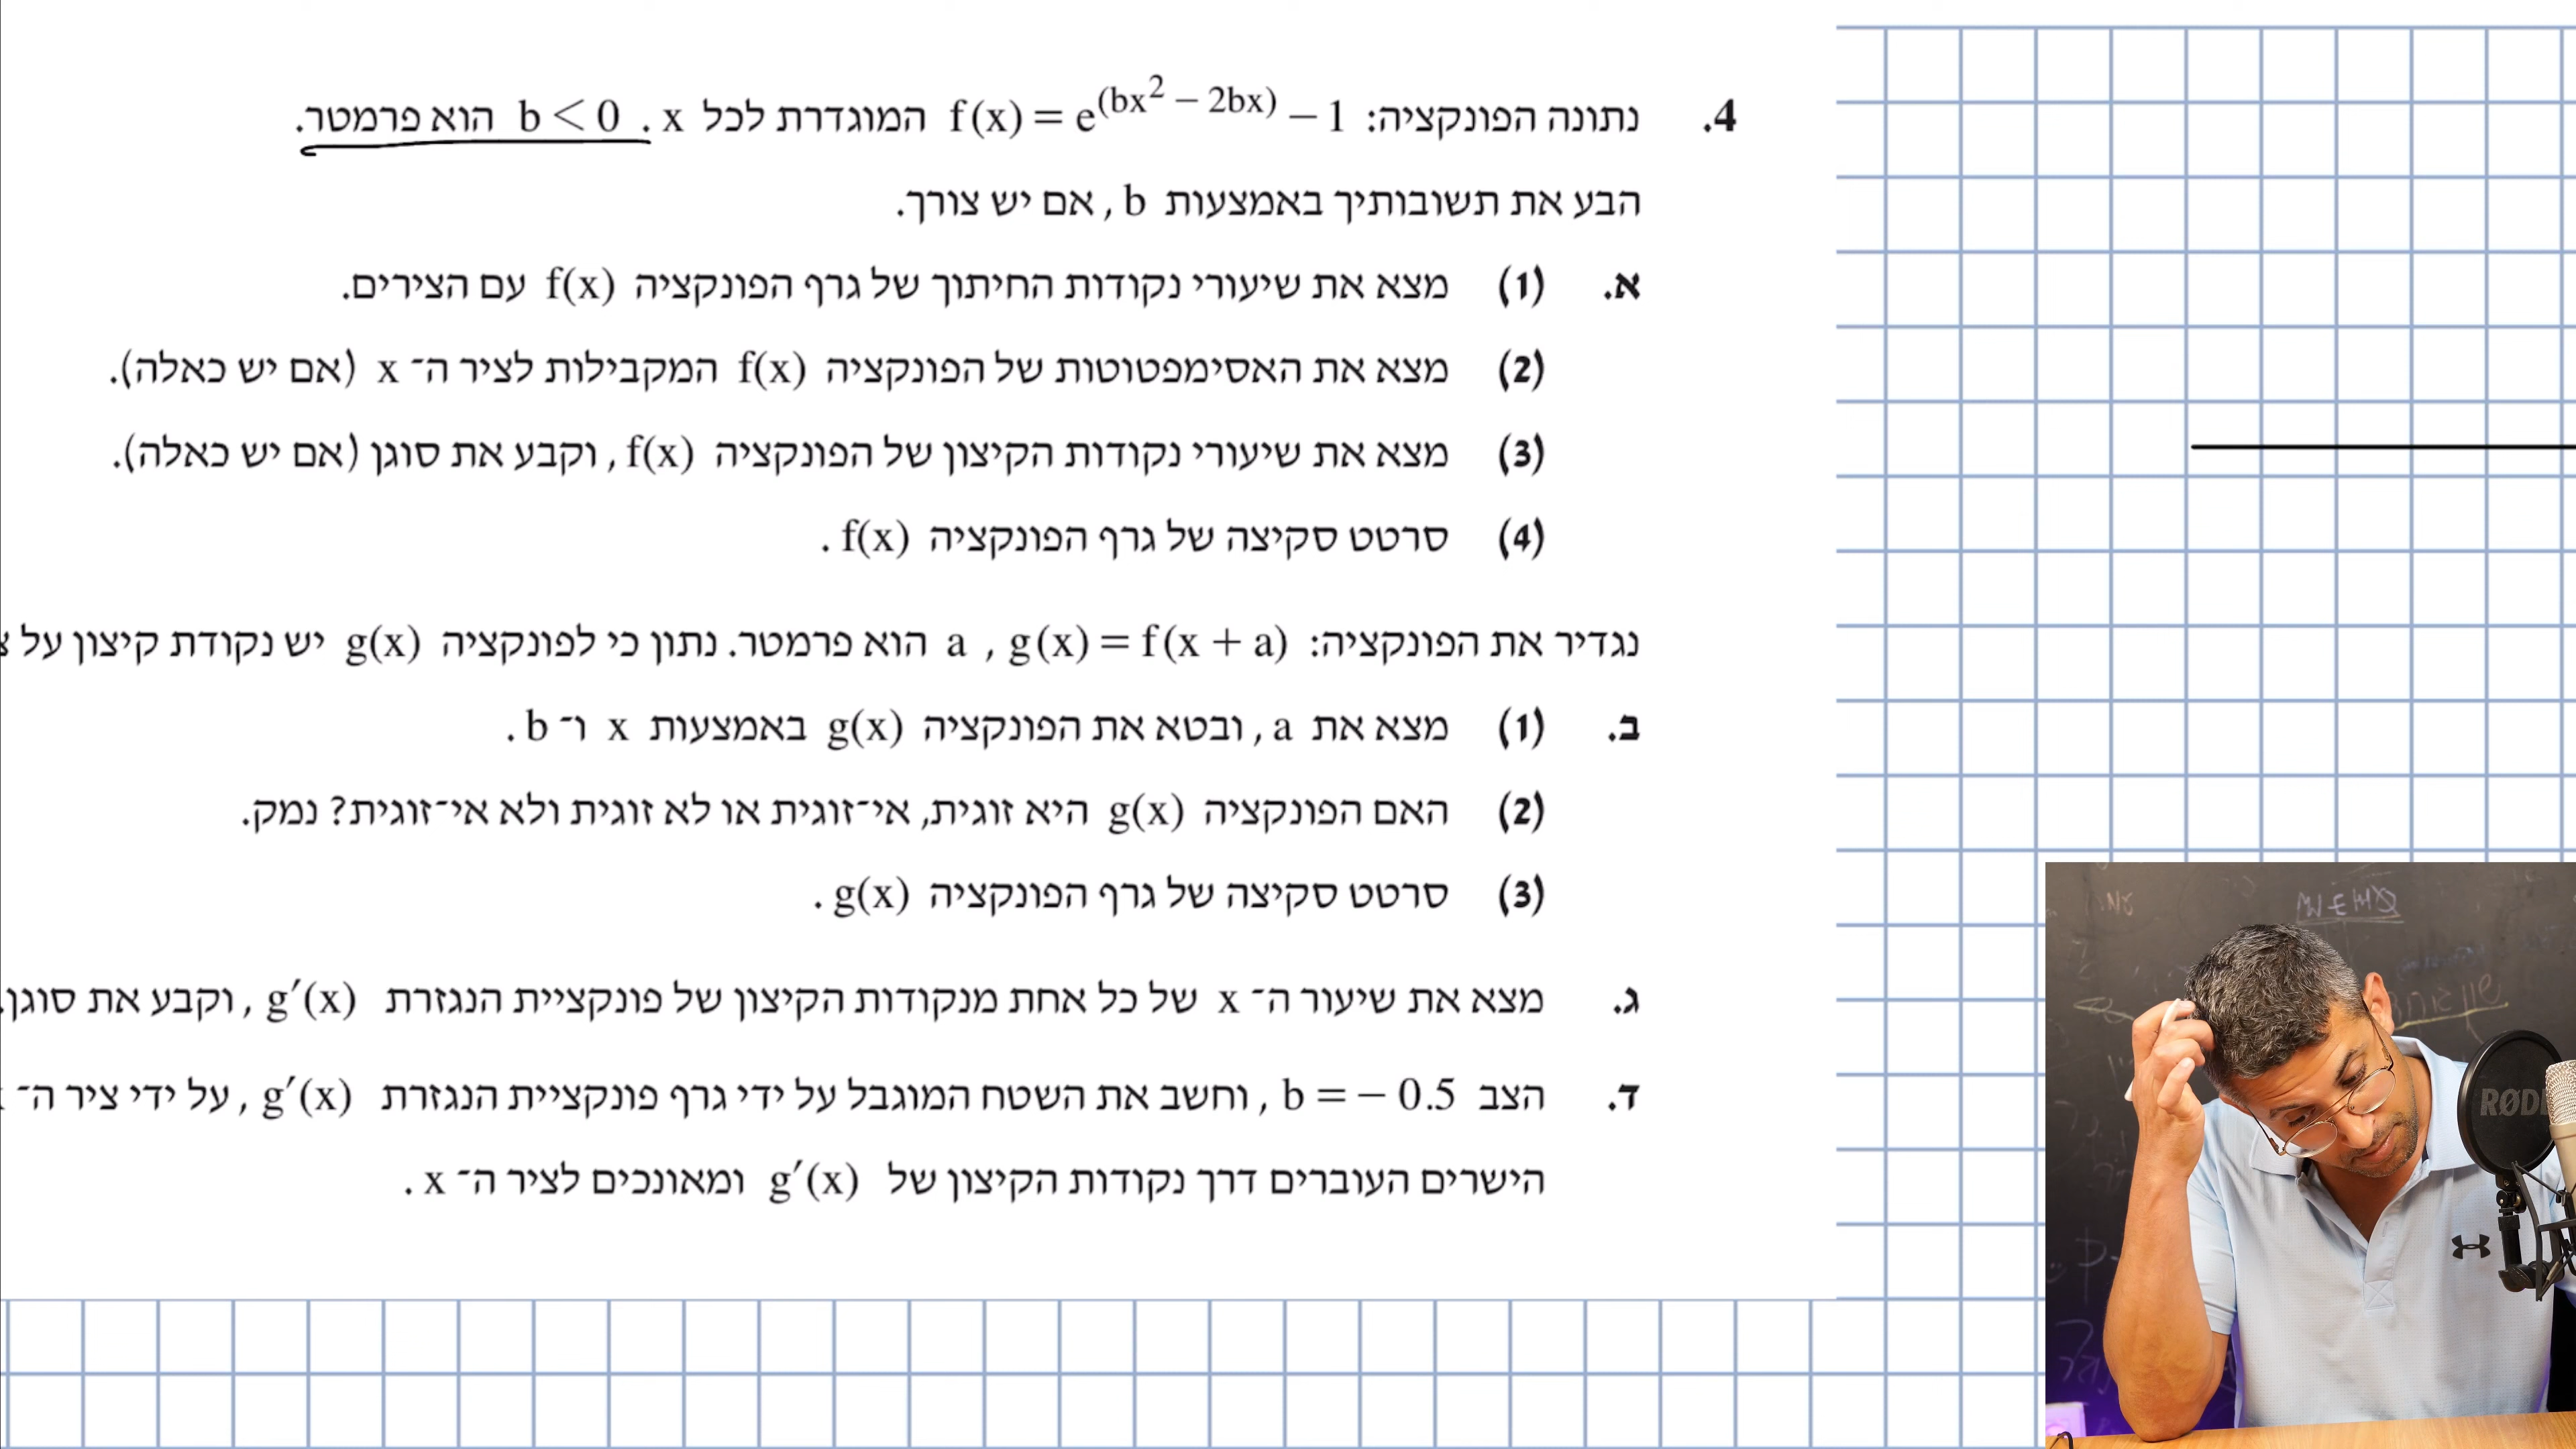 4. נתונה הפונקציה: f(x) = e^(bx² − 2bx) − 1 המוגדרת לכל x . b < 0 הוא פרמטר.
הבע את תשובותיך באמצעות b , אם יש צורך.
א. (1) מצא את שיעורי נקודות החיתוך של גרף הפונקציה f(x) עם הצירים.
(2) מצא את האסימפטוטות של הפונקציה f(x) המקבילות לציר ה־ x (אם יש כאלה).
(3) מצא את שיעורי נקודות הקיצון של הפונקציה f(x) , וקבע את סוגן (אם יש כאלה).
(4) סרטט סקיצה של גרף הפונקציה f(x) .
נגדיר את הפונקציה: g(x) = f(x + a) , a הוא פרמטר. נתון כי לפונקציה g(x) יש נקודת קיצון על
ב. (1) מצא את a , ובטא את הפונקציה g(x) באמצעות x ו־ b .
(2) האם הפונקציה g(x) היא זוגית, אי־זוגית או לא זוגית ולא אי־זוגית? נמק.
(3) סרטט סקיצה של גרף הפונקציה g(x) .
ג. מצא את שיעור ה־ x של כל אחת מנקודות הקיצון של פונקציית הנגזרת g′(x) , וקבע את סוגן.
ד. הצב b = − 0.5 , וחשב את השטח המוגבל על ידי גרף פונקציית הנגזרת g′(x) , על ידי ציר ה־
הישרים העוברים דרך נקודות הקיצון של g′(x) ומאונכים לציר ה־ x .
RØDE